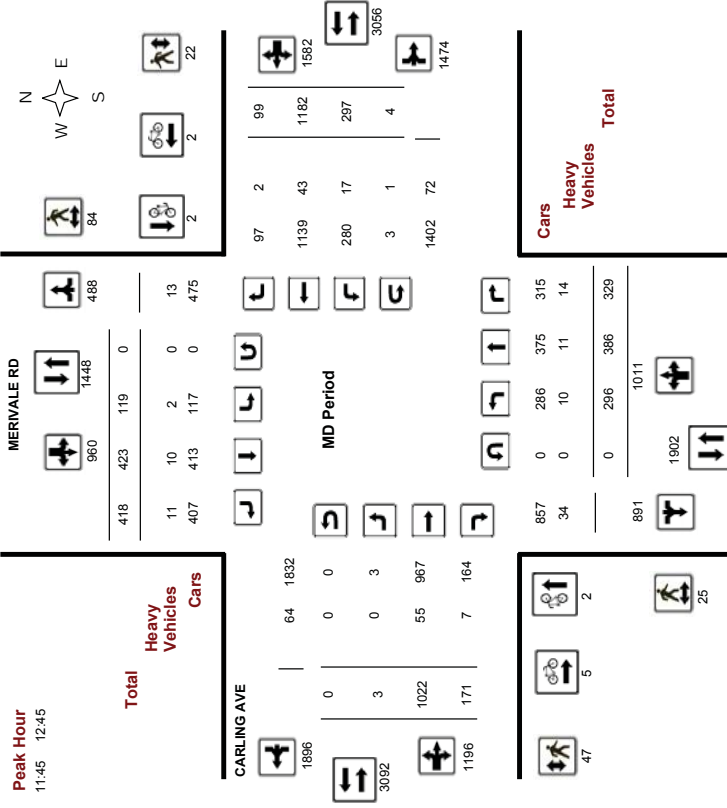 Peak Hour
11:45 12:45
N
W E
S
MERIVALE RD
CARLING AVE
MD Period
Total
Heavy
Vehicles
Cars
960
1448
488
418 423 119 0
11 10 2 0 13
407 413 117 0 475
84
22
2
2
1582
3056
1474
97 2 99
1139 43 1182
280 17 297
3 1 4
1402 72
1896
3092
1196
64 1832
0 0 0
3 0 3
1022 55 967
171 7 164
Cars
Heavy
Vehicles
Total
857 0 286 375 315
34 0 10 11 14
891 0 296 386 329
1011
1902
47
5
2
25